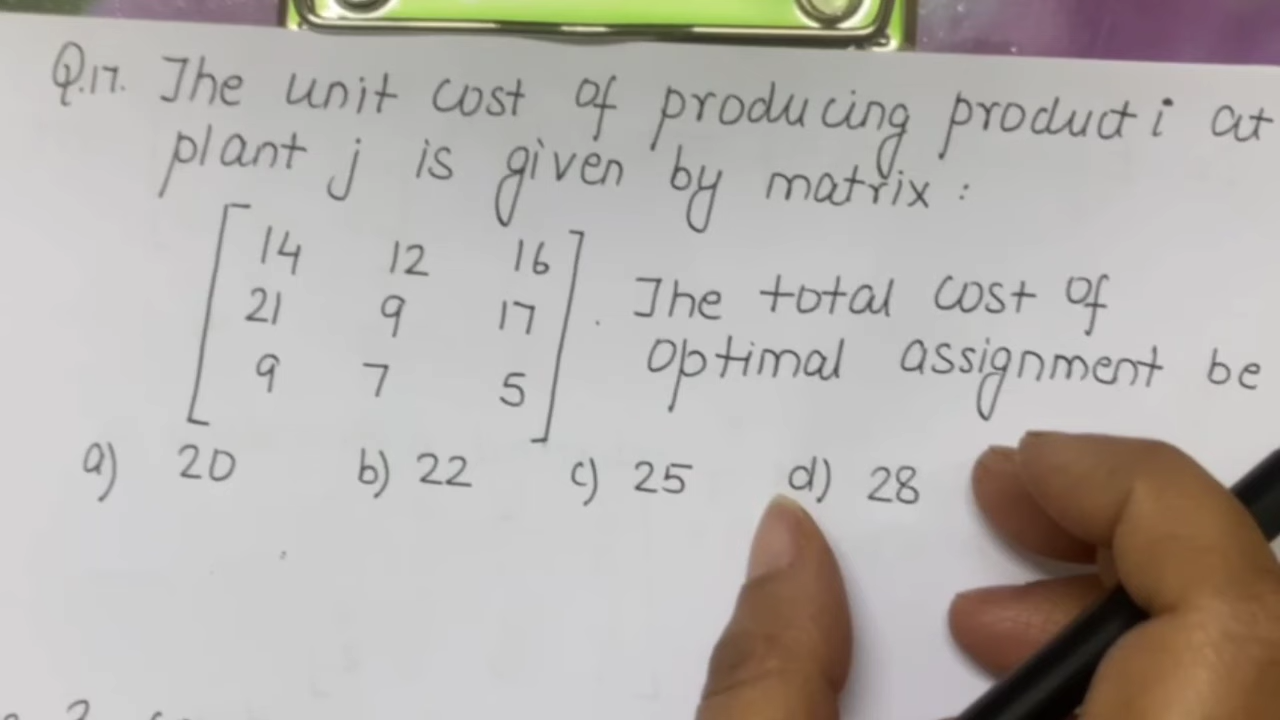 Q.17. The unit cost of producing product i at
plant j is given by matrix :
14 12 16
21 9 17 . The total cost of
9 7 5 optimal assignment be
a) 20 b) 22 c) 25 d) 28